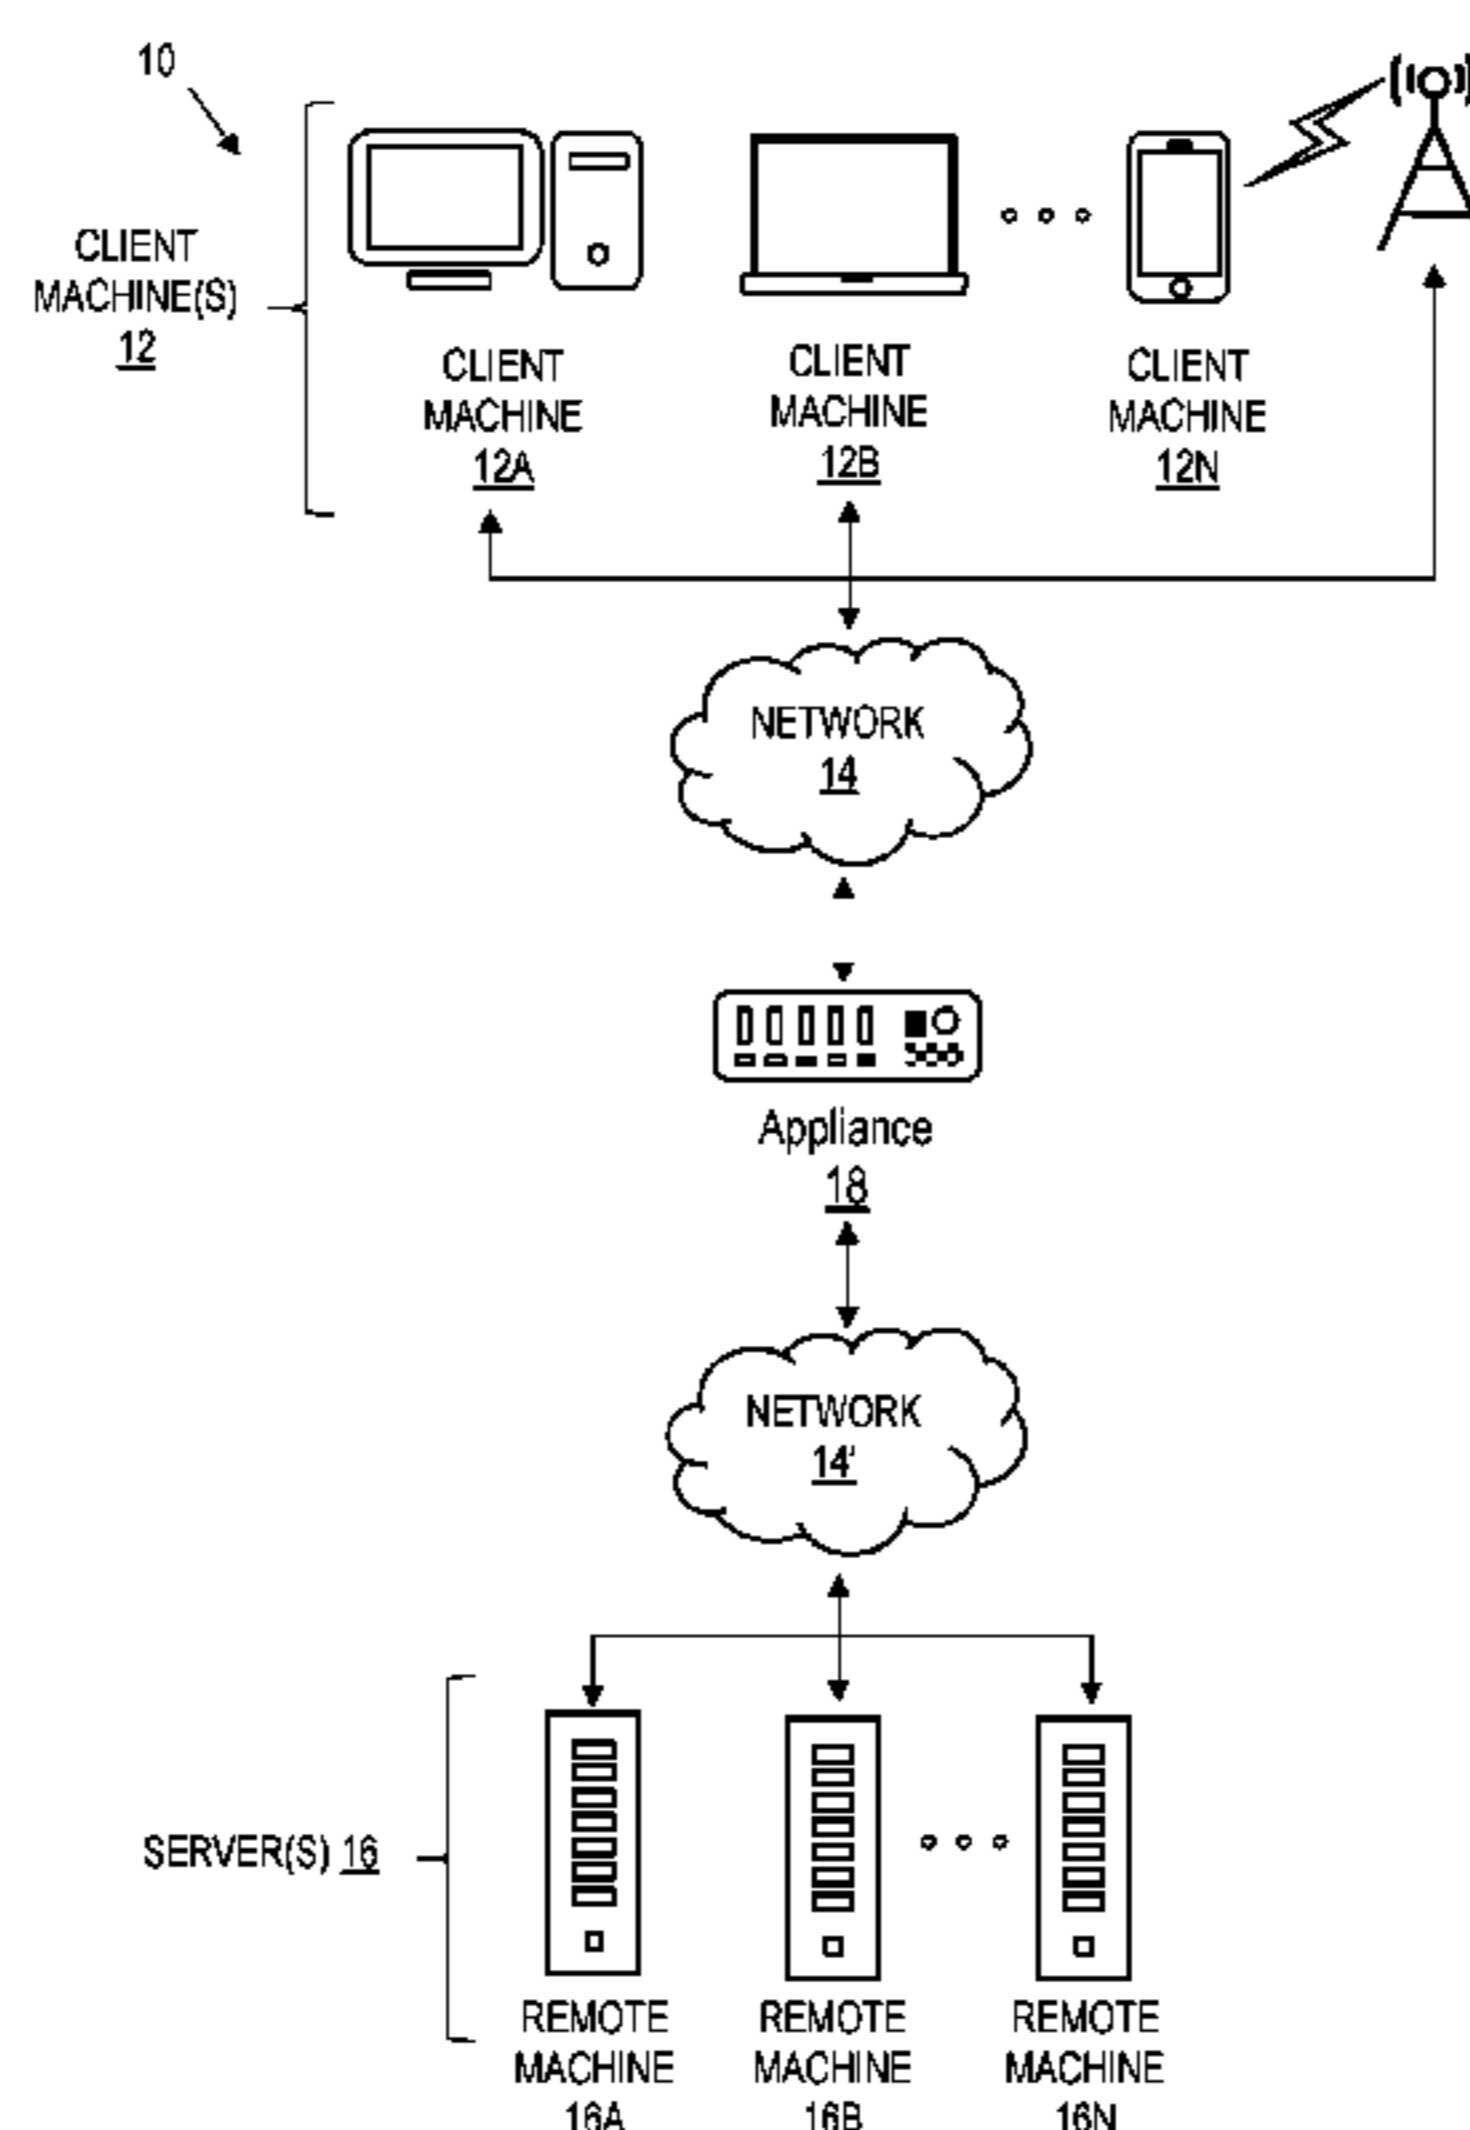 10
CLIENT
MACHINE(S)
12
CLIENT
MACHINE
12A
CLIENT
MACHINE
12B
CLIENT
MACHINE
12N
NETWORK
14
Appliance
18
NETWORK
14'
SERVER(S) 16
REMOTE
MACHINE
16A
REMOTE
MACHINE
16B
REMOTE
MACHINE
16N